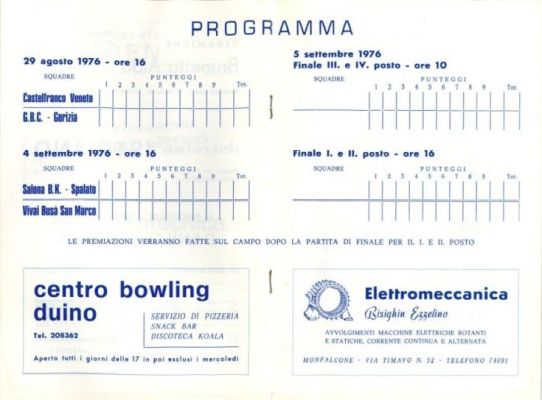 PROGRAMMA
29 agosto 1976 - ore 16
SQUADRE PUNTEGGI
1 2 3 4 5 6 7 8 9 Tot.
Castelfranco Veneto
G.B.C. - Gorizia
4 settembre 1976 - ore 16
SQUADRE PUNTEGGI
1 2 3 4 5 6 7 8 9 Tot.
Salona B.K. - Spalato
Vivai Busà San Marco
5 settembre 1976
Finale III. e IV. posto - ore 10
SQUADRE PUNTEGGI
1 2 3 4 5 6 7 8 9 Tot.
Finale I. e II. posto - ore 16
SQUADRE PUNTEGGI
1 2 3 4 5 6 7 8 9 Tot.
LE PREMIAZIONI VERRANNO FATTE SUL CAMPO DOPO LA PARTITA DI FINALE PER IL I. E II. POSTO
centro bowling
duino
Tel. 208362
SERVIZIO DI PIZZERIA
SNACK BAR
DISCOTECA KOALA
Aperto tutti i giorni dalle 17 in poi esclusi i mercoledì
Elettromeccanica
Bisighin Ezzelino
AVVOLGIMENTI MACCHINE ELETTRICHE ROTANTI
E STATICHE, CORRENTE CONTINUA E ALTERNATA
MONFALCONE - VIA TIMAVO N. 52 - TELEFONO 74091